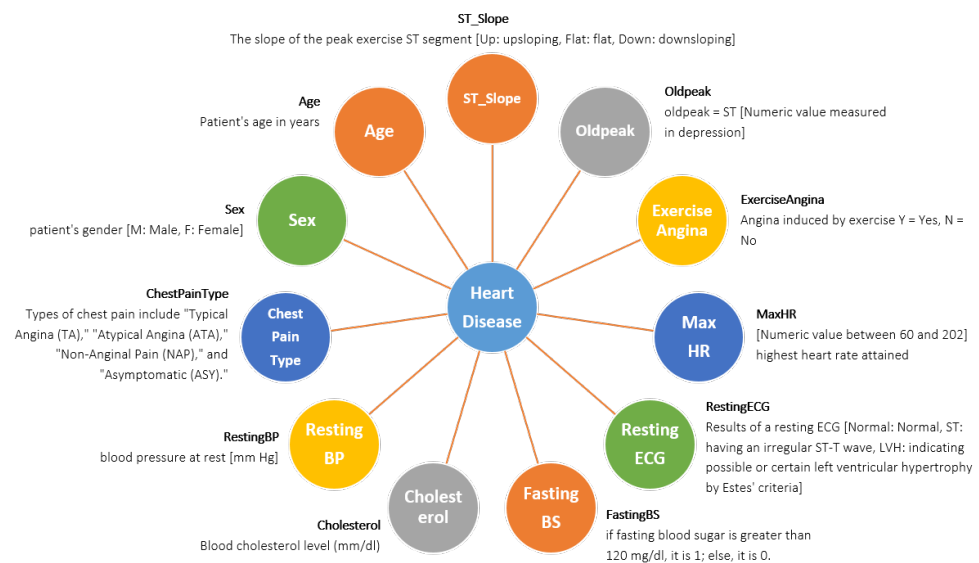 ST_Slope
The slope of the peak exercise ST segment [Up: upsloping, Flat: flat, Down: downsloping]
ST_Slope
Oldpeak
oldpeak = ST [Numeric value measured
in depression]
Oldpeak
ExerciseAngina
Angina induced by exercise Y = Yes, N =
No
Exercise
Angina
MaxHR
[Numeric value between 60 and 202]
highest heart rate attained
Max
HR
RestingECG
Results of a resting ECG [Normal: Normal, ST:
having an irregular ST-T wave, LVH: indicating
possible or certain left ventricular hypertrophy
by Estes' criteria]
Resting
ECG
FastingBS
if fasting blood sugar is greater than
120 mg/dl, it is 1; else, it is 0.
Fasting
BS
Cholesterol
Blood cholesterol level (mm/dl)
Cholest
erol
RestingBP
blood pressure at rest [mm Hg]
Resting
BP
ChestPainType
Types of chest pain include "Typical
Angina (TA)," "Atypical Angina (ATA),"
"Non-Anginal Pain (NAP)," and
"Asymptomatic (ASY)."
Chest
Pain
Type
Sex
patient's gender [M: Male, F: Female]
Sex
Age
Patient's age in years
Age
Heart
Disease